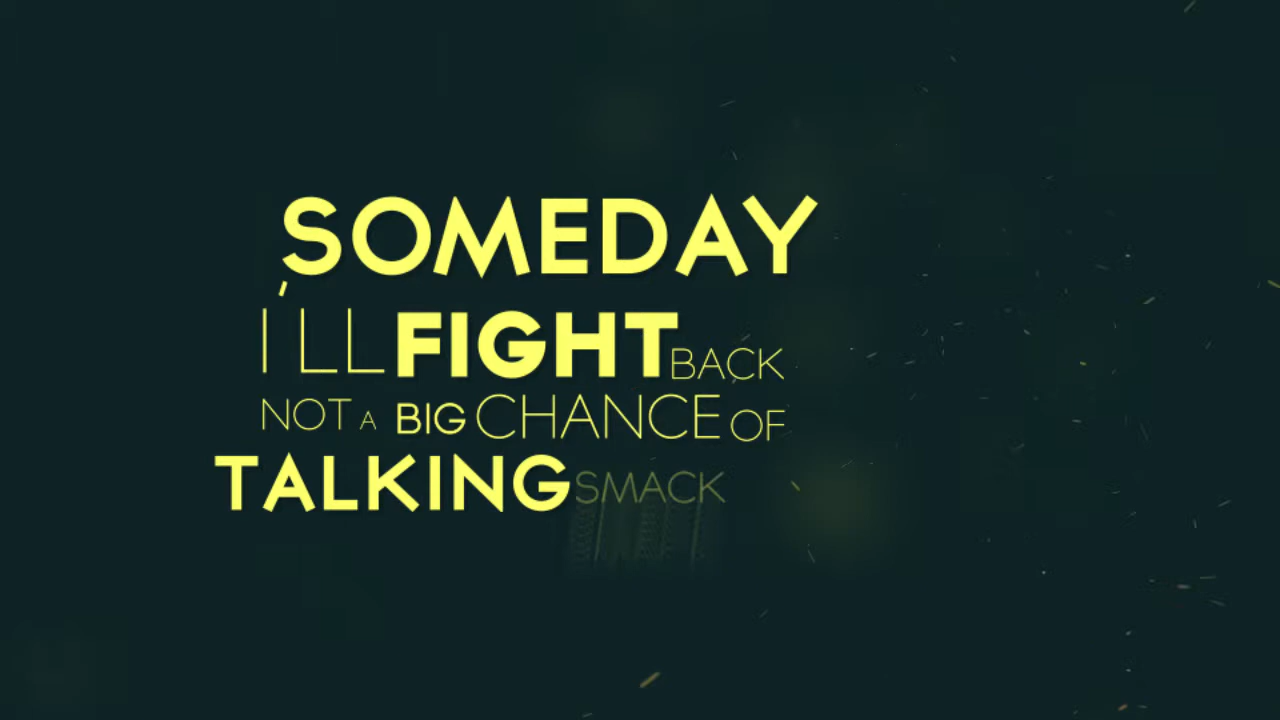 SOMEDAY
I'LL FIGHT BACK
NOT A BIG CHANCE OF
TALKING SMACK